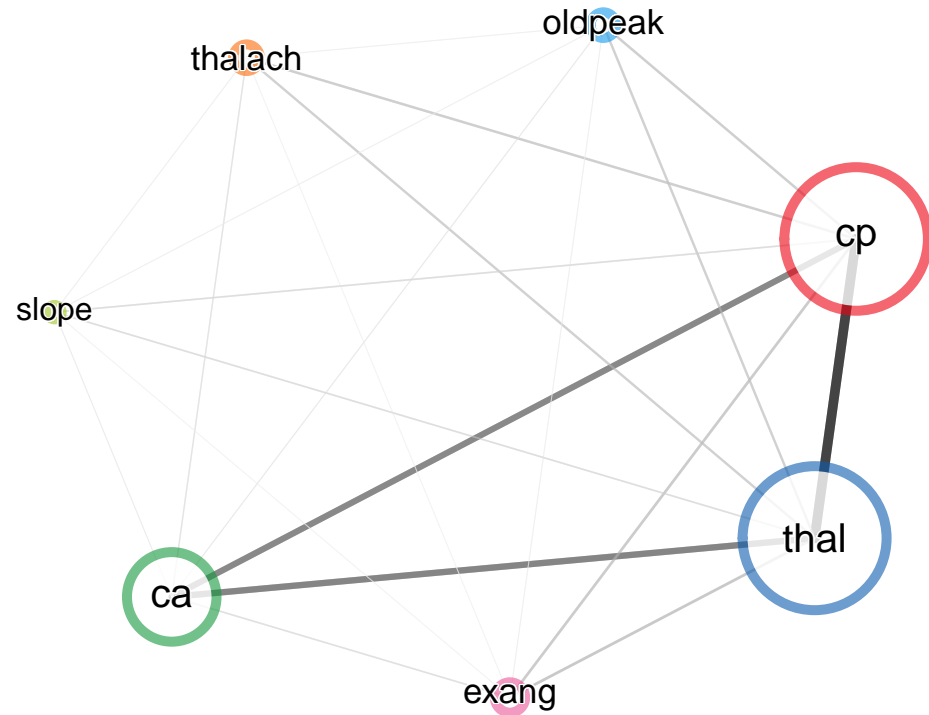 oldpeak
thalach
cp
slope
thal
ca
exang